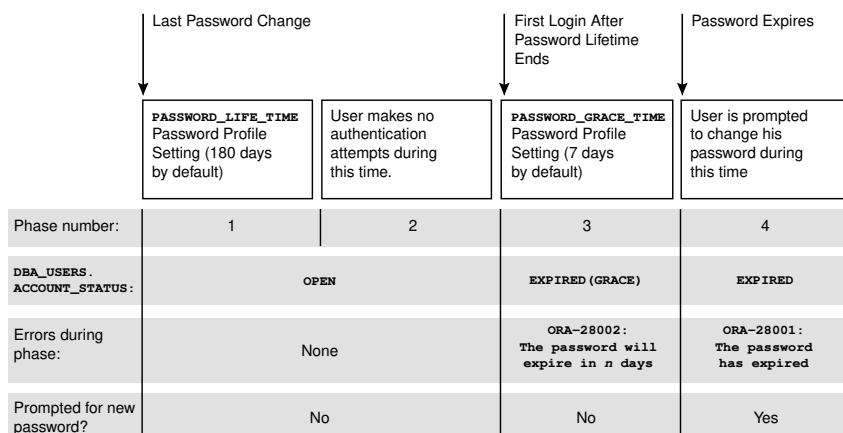 Last Password Change
First Login After
Password Lifetime
Ends
Password Expires
PASSWORD_LIFE_TIME
Password Profile
Setting (180 days
by default)
User makes no
authentication
attempts during
this time.
PASSWORD_GRACE_TIME
Password Profile
Setting (7 days
by default)
User is prompted
to change his
password during
this time
Phase number:
1
2
3
4
DBA_USERS.
ACCOUNT_STATUS:
OPEN
EXPIRED(GRACE)
EXPIRED
Errors during
phase:
None
ORA-28002:
The password will
expire in n days
ORA-28001:
The password
has expired
Prompted for new
password?
No
No
Yes